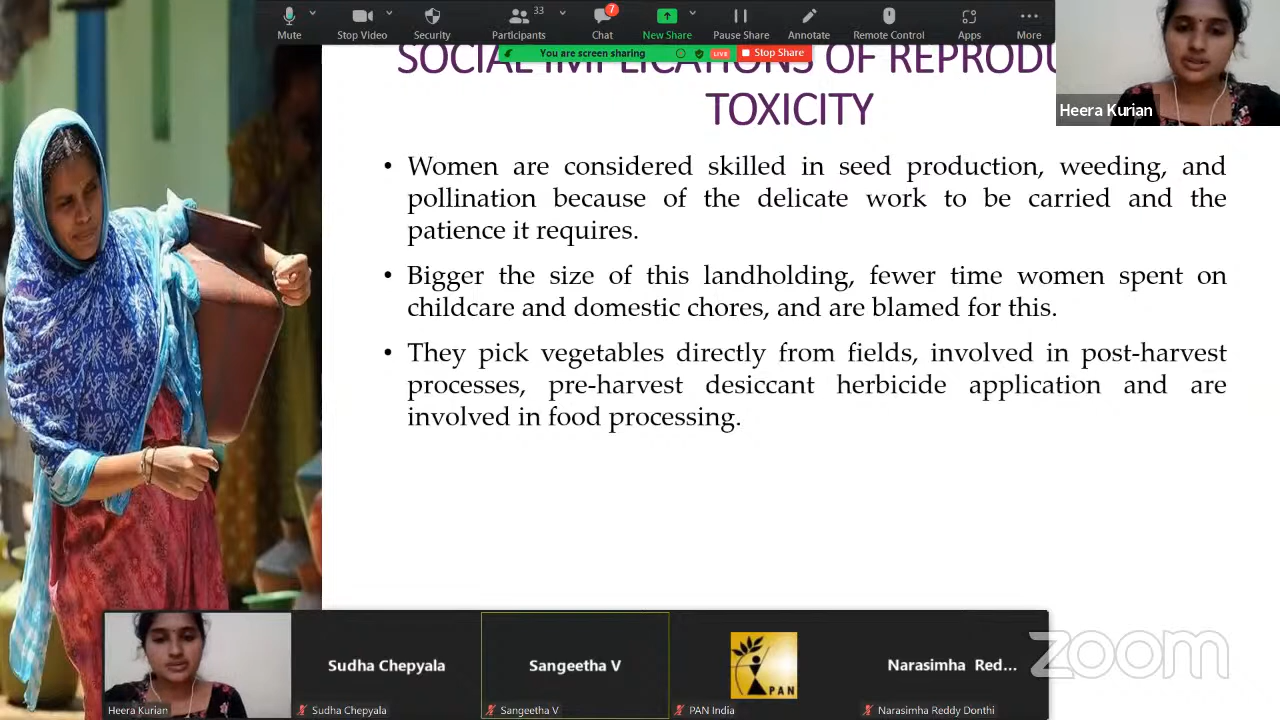 33
7
Mute
Stop Video
Security
Participants
Chat
New Share
Pause Share
Annotate
Remote Control
Apps
More
You are screen sharing
LIVE
Stop Share
SOCIAL IMPLICATIONS OF REPRODU
TOXICITY
Heera Kurian
• Women are considered skilled in seed production, weeding, and
pollination because of the delicate work to be carried and the
patience it requires.
• Bigger the size of this landholding, fewer time women spent on
childcare and domestic chores, and are blamed for this.
• They pick vegetables directly from fields, involved in post-harvest
processes, pre-harvest desiccant herbicide application and are
involved in food processing.
Heera Kurian
Sudha Chepyala
Sudha Chepyala
Sangeetha V
Sangeetha V
PAN
PAN India
Narasimha Red...
Narasimha Reddy Donthi
zoom